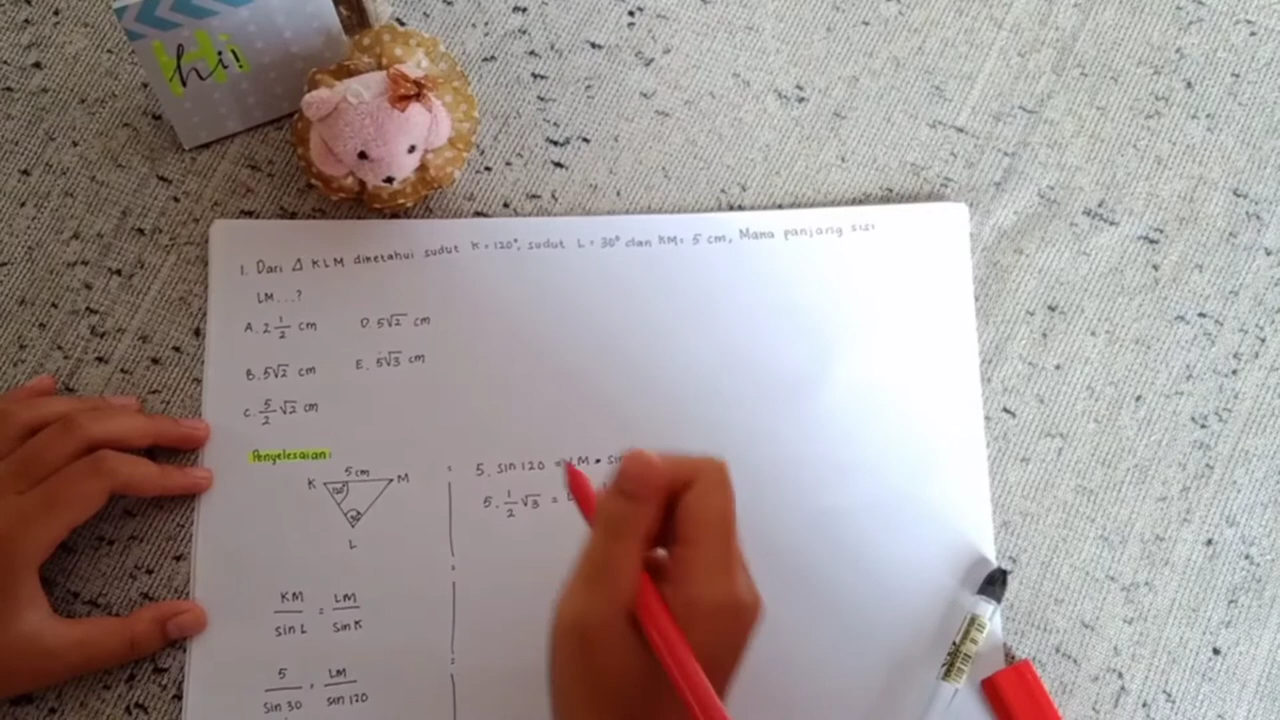 hi!
1. Dari Δ KLM diketahui sudut K = 120°, sudut L = 30° dan KM = 5 cm, Maka panjang sisi
LM...?
A. 2 1/2 cm
D. 5√2 cm
B. 5√2 cm
E. 5√3 cm
C. 5/2 √2 cm
Penyelesaian:
5 cm
K
M
120°
30
L
KM/sin L = LM/sin K
5/sin 30 = LM/sin 120
5. sin 120 = LM • sin
5. 1/2 √3 =